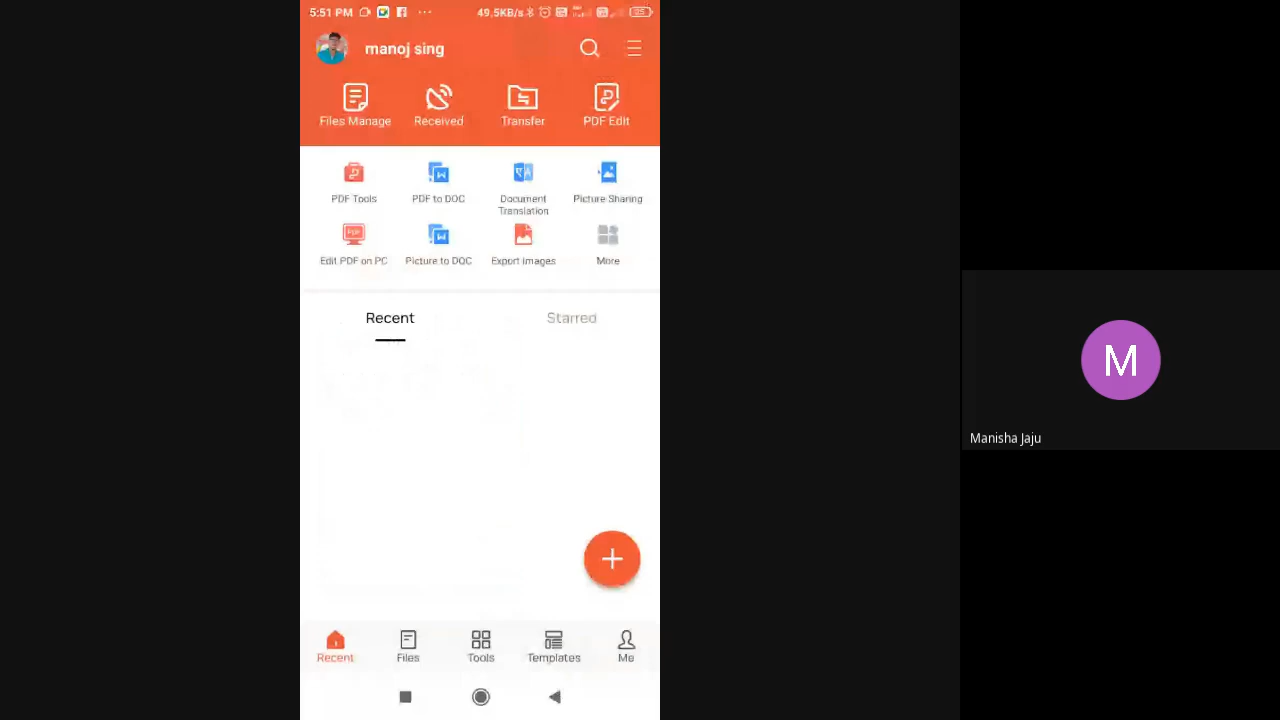 5:51 PM
49.5KB/s
manoj sing
Files Manage Received Transfer PDF Edit
PDF Tools PDF to DOC Document Translation Picture Sharing
Edit PDF on PC Picture to DOC Export images More
Recent Starred
Recent Files Tools Templates Me
M
Manisha Jaju